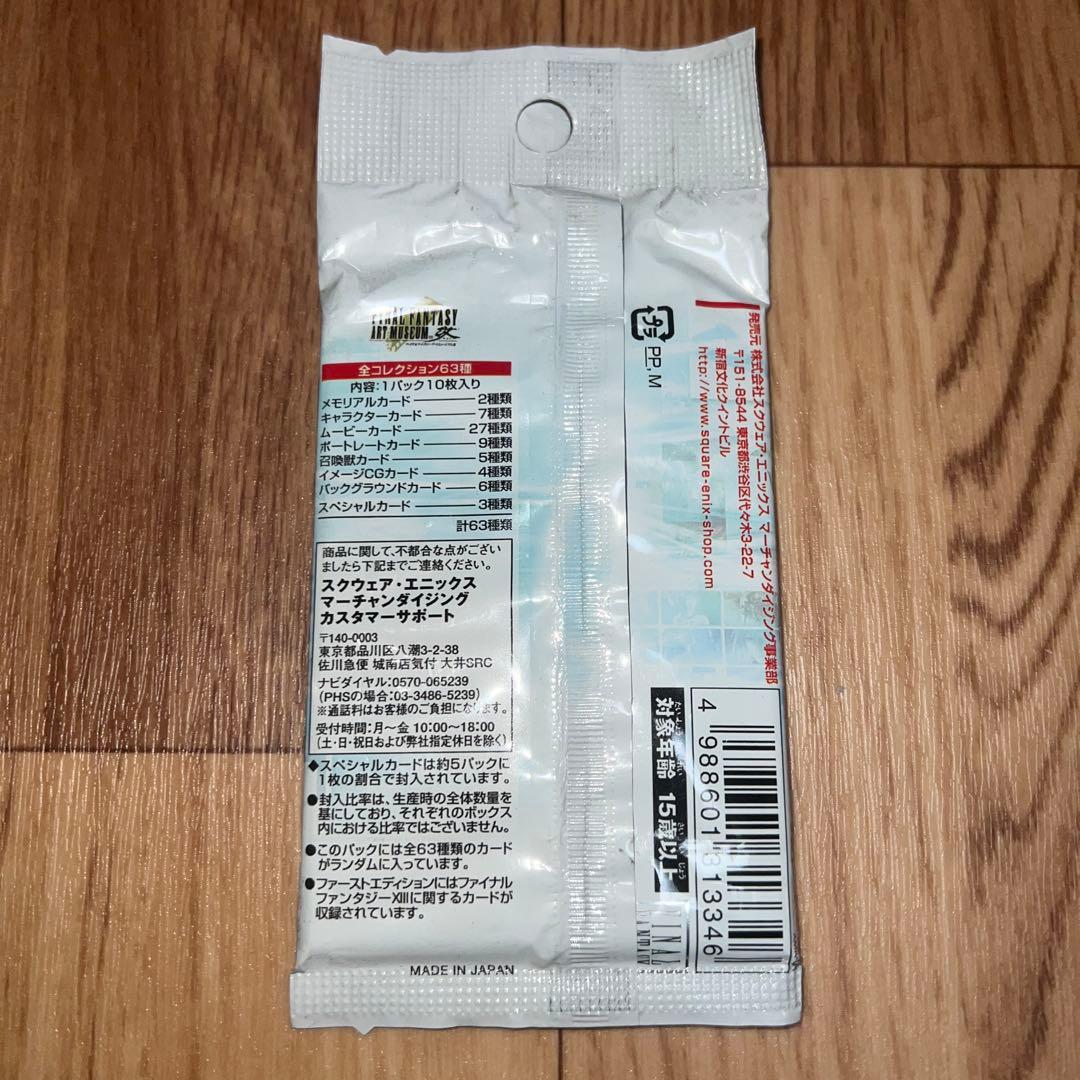 FINAL FANTASY
ART MUSEUM 改
全コレクション63種
内容:1パック10枚入り
メモリアルカード 2種類
キャラクターカード 7種類
ムービーカード 27種類
ポートレートカード 9種類
召喚獣カード 5種類
イメージCGカード 4種類
バックグラウンドカード 6種類
スペシャルカード 3種類
計63種類
商品に関して、不都合な点がござい
ましたら下記までご連絡ください。
スクウェア・エニックス
マーチャンダイジング
カスタマーサポート
〒140-0003
東京都品川区八潮3-2-38
佐川急便 城南店気付 大井SRC
ナビダイヤル:0570-065239
(PHSの場合:03-3486-5239)
※通話料はお客様のご負担になります。
受付時間:月〜金 10:00〜18:00
(土・日・祝日および弊社指定休日を除く)
◆スペシャルカードは約5パックに
1枚の割合で封入されています。
●封入比率は、生産時の全体数量を
基にしており、それぞれのボックス
内における比率ではございません。
●このパックには全63種類のカード
がランダムに入っています。
●ファーストエディションにはファイナル
ファンタジーXIIIに関するカードが
収録されています。
MADE IN JAPAN
プラ
PP, M
発売元 株式会社スクウェア・エニックス マーチャンダイジング事業部
〒151-8544 東京都渋谷区代々木3-22-7
新宿文化クイントビル
http://www.square-enix-shop.com
対象年齢 15歳以上
4 988601 313346